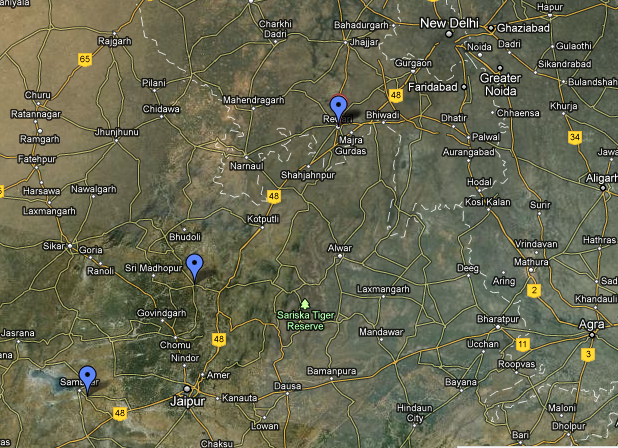 Hapur
Charkhi
Dadri
Bahadurgarh
New Delhi
Ghaziabad
Rajgarh
Jhajjar
Noida
Dadri
Gulaothi
65
Gurgaon
Sikandrabad
Pilani
Faridabad
Greater
Noida
Bulandshah
Churu
48
Ratannagar
Chidawa
Mahendragarh
Khurja
Ramgarh
Jhunjhunu
Bhiwadi
Dhatir
Chhaensa
Majra
Gurdas
Palwal
34
Fatehpur
Narnaul
Aurangabad
Jawa
Shahjahnpur
Harsawa
Nawalgarh
48
Hodal
Aligarh
Laxmangarh
Kosi Kalan
Surir
Kotputli
Bhudoli
Sikar
Goria
Alwar
Vrindavan
Hathras
Ranoli
Sri Madhopur
Deeg
Mathura
Aring
Sad
Laxmangarh
2
Khandauli
Govindgarh
Sariska Tiger
Reserve
Bharatpur
Agra
Jasrana
48
Mandawar
Chomu
Ucchan
11
3
Nindor
Roopvas
Amer
Bamanpura
Bayana
Jaipur
Kanauta
Dausa
48
Hindaun
City
Maloni
Lowan
Dholpur
Chaksu
Bari